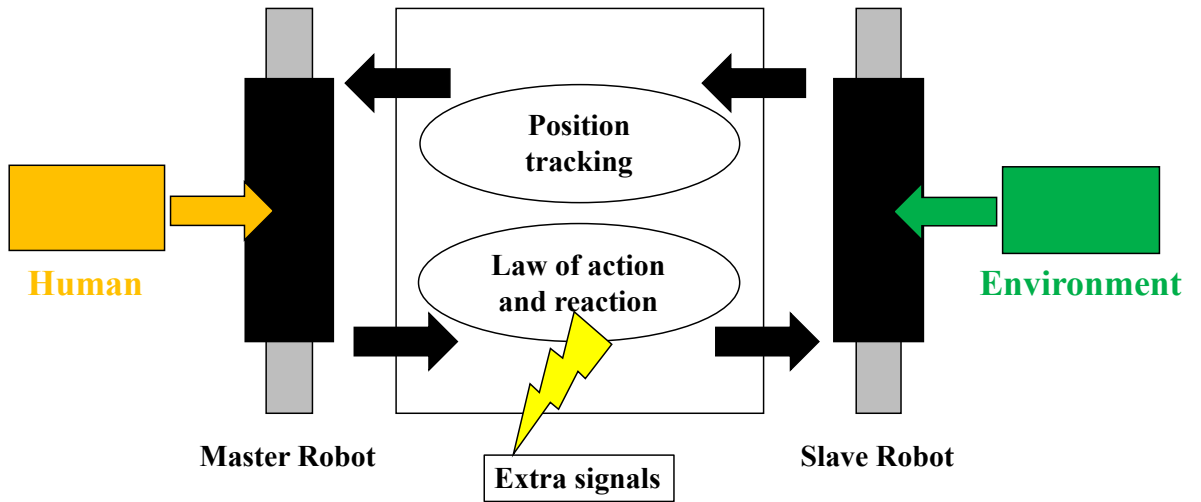 Position
tracking
Law of action
and reaction
Human
Environment
Master Robot
Slave Robot
Extra signals